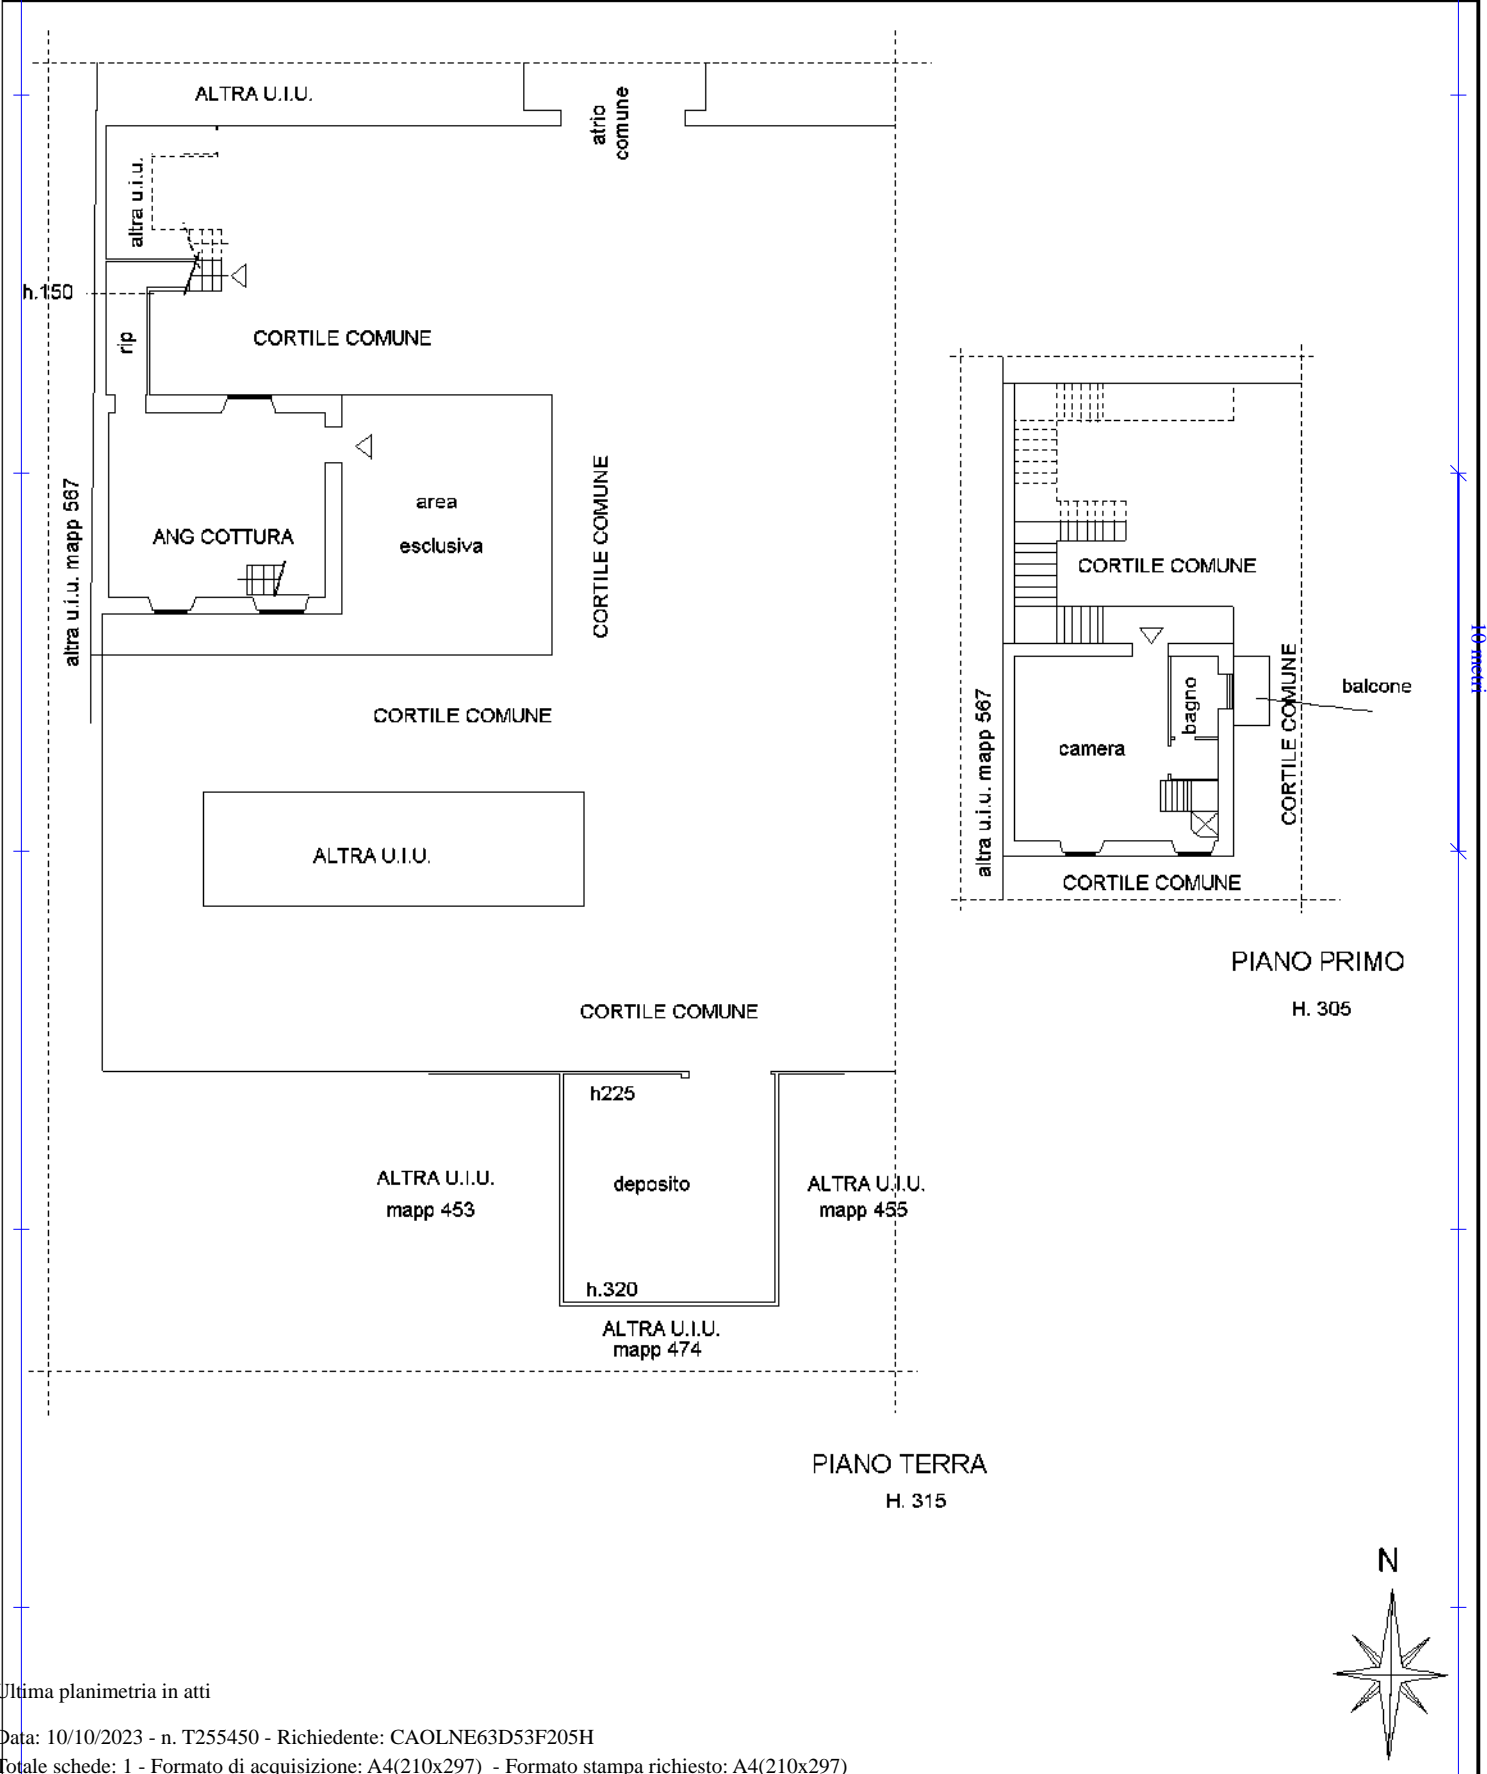 ALTRA U.I.U.
atrio
comune
altra u.i.u.
h.150
rip
CORTILE COMUNE
altra u.i.u. mapp 567
ANG COTTURA
area
esclusiva
CORTILE COMUNE
CORTILE COMUNE
ALTRA U.I.U.
CORTILE COMUNE
h225
deposito
h.320
ALTRA U.I.U.
mapp 453
ALTRA U.I.U.
mapp 455
ALTRA U.I.U.
mapp 474
PIANO TERRA
H. 315
CORTILE COMUNE
altra u.i.u. mapp 567
camera
bagno
CORTILE COMUNE
balcone
CORTILE COMUNE
PIANO PRIMO
H. 305
10 metri
N
Ultima planimetria in atti
Data: 10/10/2023 - n. T255450 - Richiedente: CAOLNE63D53F205H
Totale schede: 1 - Formato di acquisizione: A4(210x297) - Formato stampa richiesto: A4(210x297)